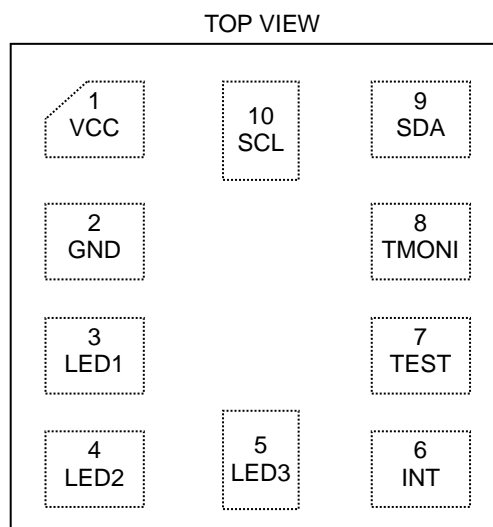 TOP VIEW
1
VCC
10
SCL
9
SDA
2
GND
8
TMONI
3
LED1
7
TEST
4
LED2
5
LED3
6
INT